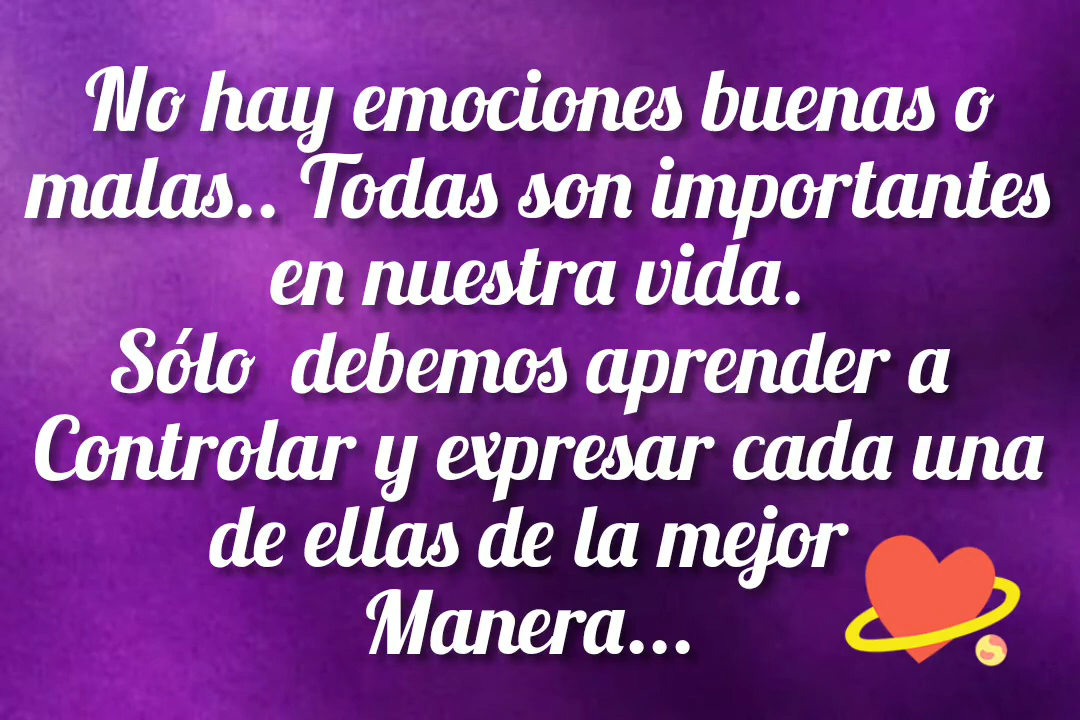 No hay emociones buenas o
malas.. Todas son importantes
en nuestra vida.
Sólo  debemos aprender a
Controlar y expresar cada una
de ellas de la mejor
Manera...